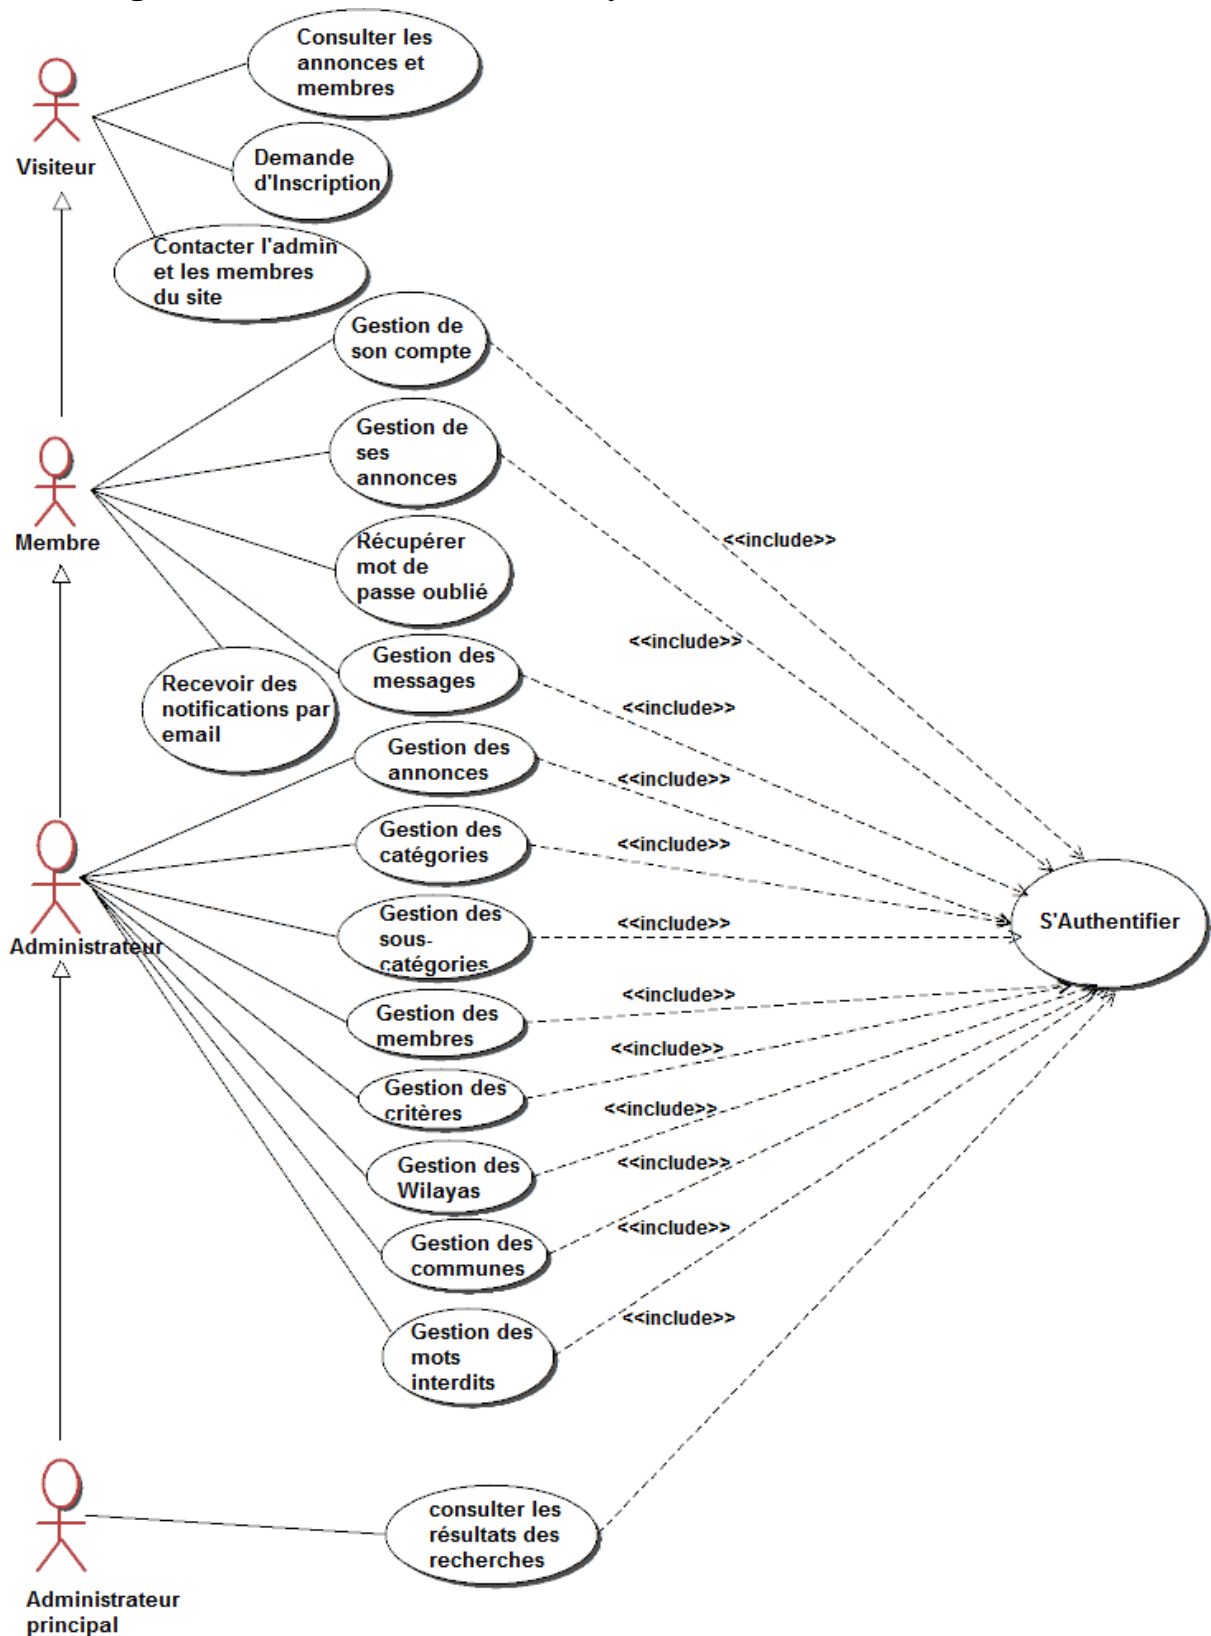 Consulter les
annonces et
membres
Visiteur
Demande
d'Inscription
Contacter l'admin
et les membres
du site
Gestion de
son compte
Gestion de
ses
annonces
<<include>>
Membre
Récupérer
mot de
passe oublié
<<include>>
Gestion des
messages
Recevoir des
notifications par
email
<<include>>
Gestion des
annonces
<<include>>
Gestion des
catégories
<<include>>
Administrateur
Gestion des
sous-
catégories
<<include>>
S'Authentifier
Gestion des
membres
<<include>>
Gestion des
critères
<<include>>
Gestion des
Wilayas
<<include>>
Gestion des
communes
<<include>>
Gestion des
mots
interdits
<<include>>
<<include>>
consulter les
résultats des
recherches
Administrateur
principal